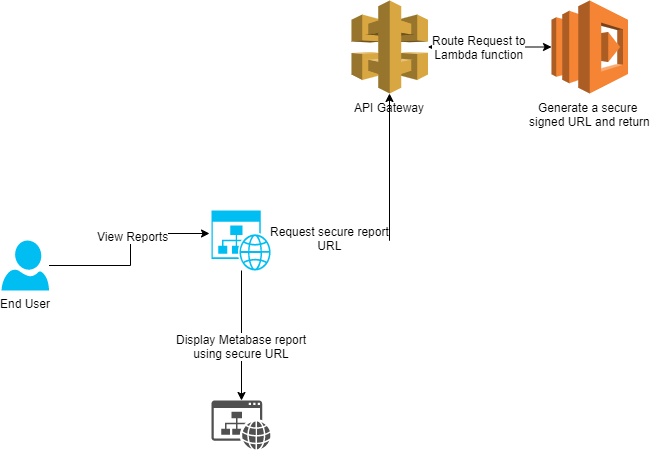 Route Request to
Lambda function
API Gateway
Generate a secure
signed URL and return
View Reports
Request secure report
URL
End User
Display Metabase report
using secure URL